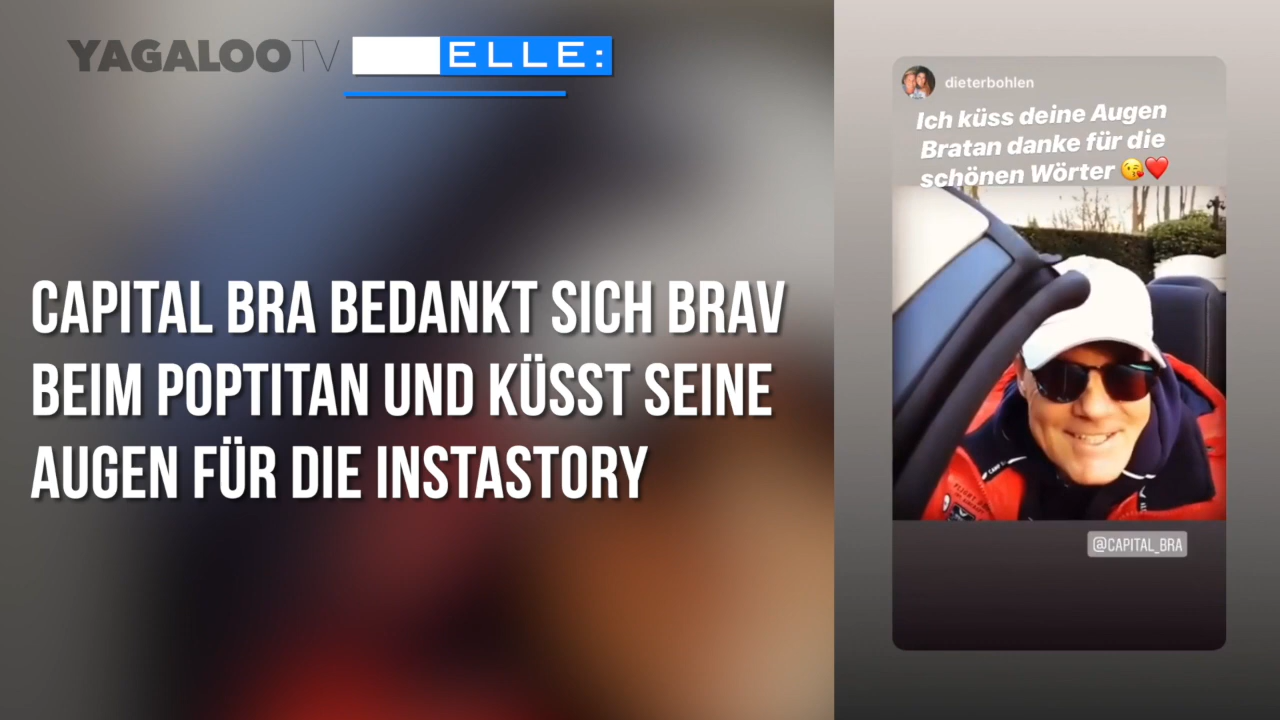 YAGALOOTV ELLE:
CAPITAL BRA BEDANKT SICH BRAV
BEIM POPTITAN UND KÜSST SEINE
AUGEN FÜR DIE INSTASTORY
dieterbohlen
Ich küss deine Augen
Bratan danke für die
schönen Wörter 😘❤️
@CAPITAL_BRA